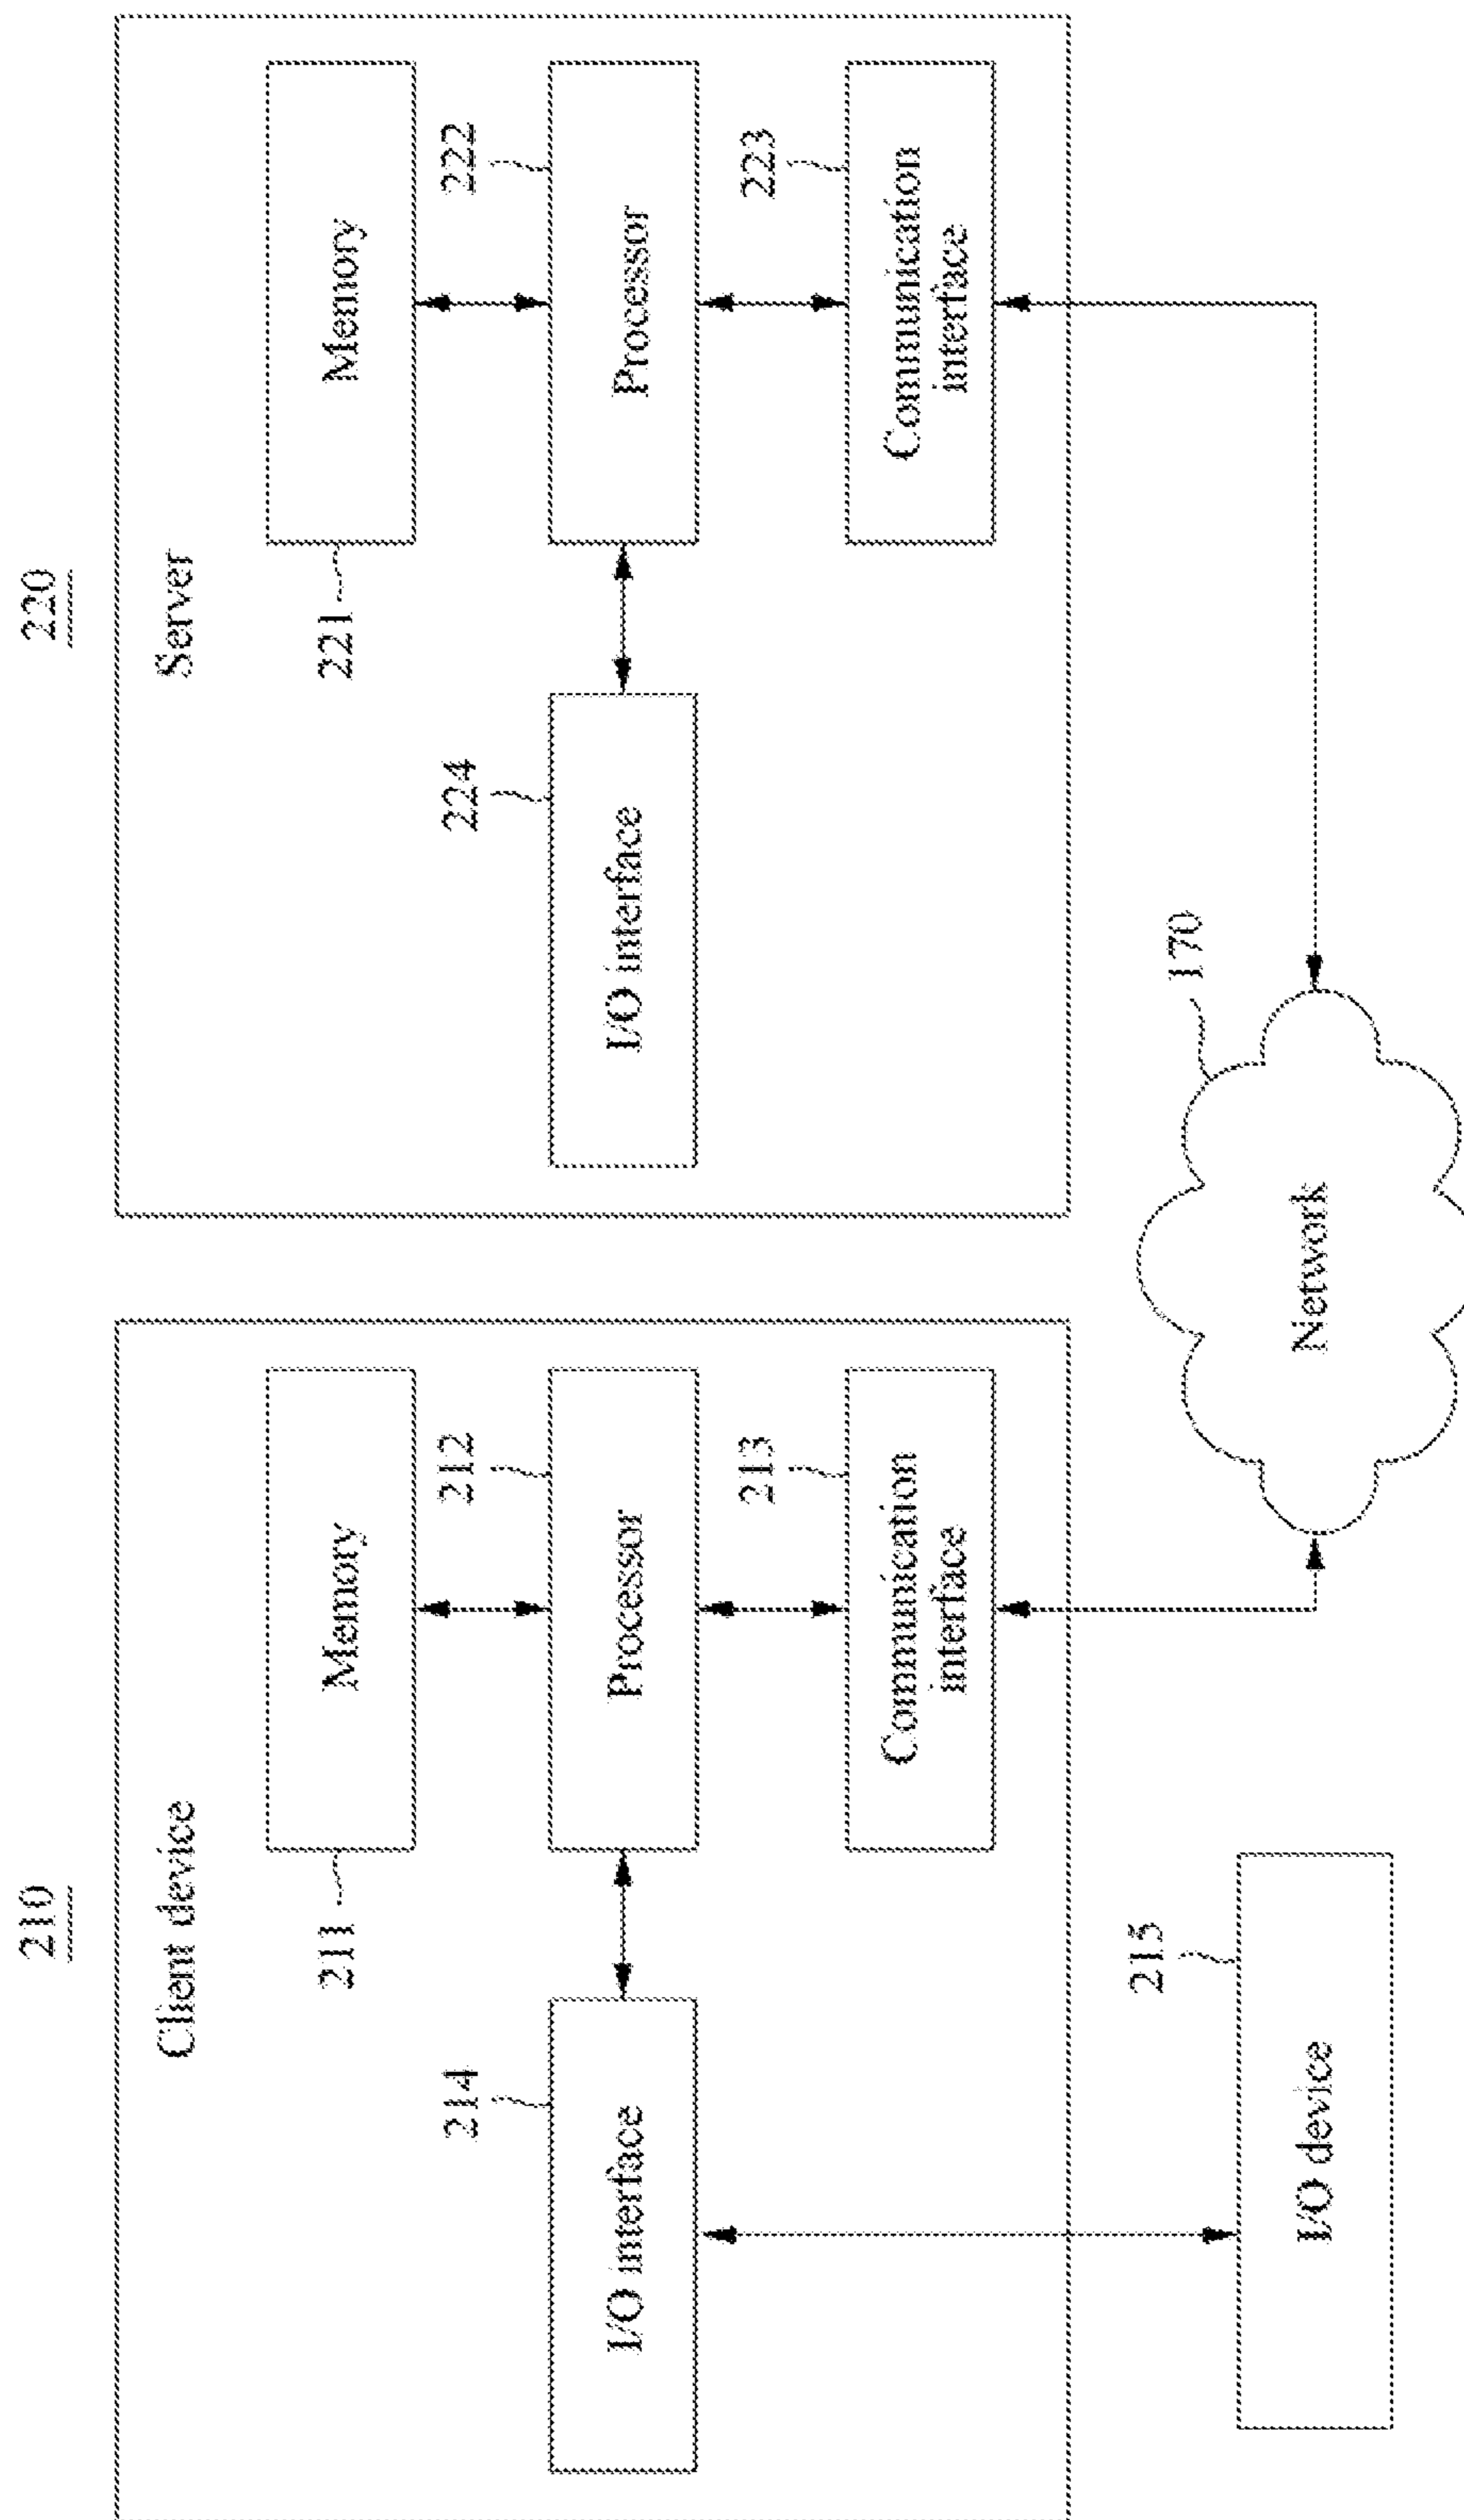 210
220
Client device
Server
211
Memory
221
Memory
214
212
224
222
I/O interface
Processor
I/O interface
Processor
213
223
Communication
interface
Communication
interface
215
170
I/O device
Network